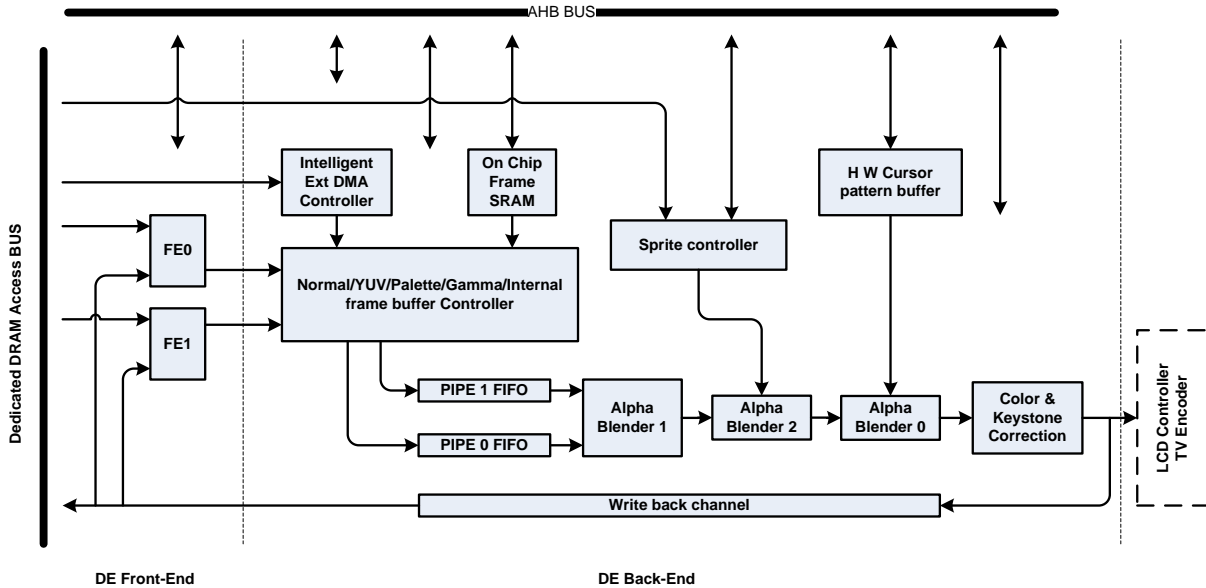 AHB BUS
Dedicated DRAM Access BUS
Intelligent
Ext DMA
Controller
On Chip
Frame
SRAM
H W Cursor
pattern buffer
FE0
Sprite controller
Normal/YUV/Palette/Gamma/Internal
frame buffer Controller
FE1
PIPE 1 FIFO
PIPE 0 FIFO
Alpha
Blender 1
Alpha
Blender 2
Alpha
Blender 0
Color &
Keystone
Correction
LCD Controller
TV Encoder
Write back channel
DE Front-End
DE Back-End